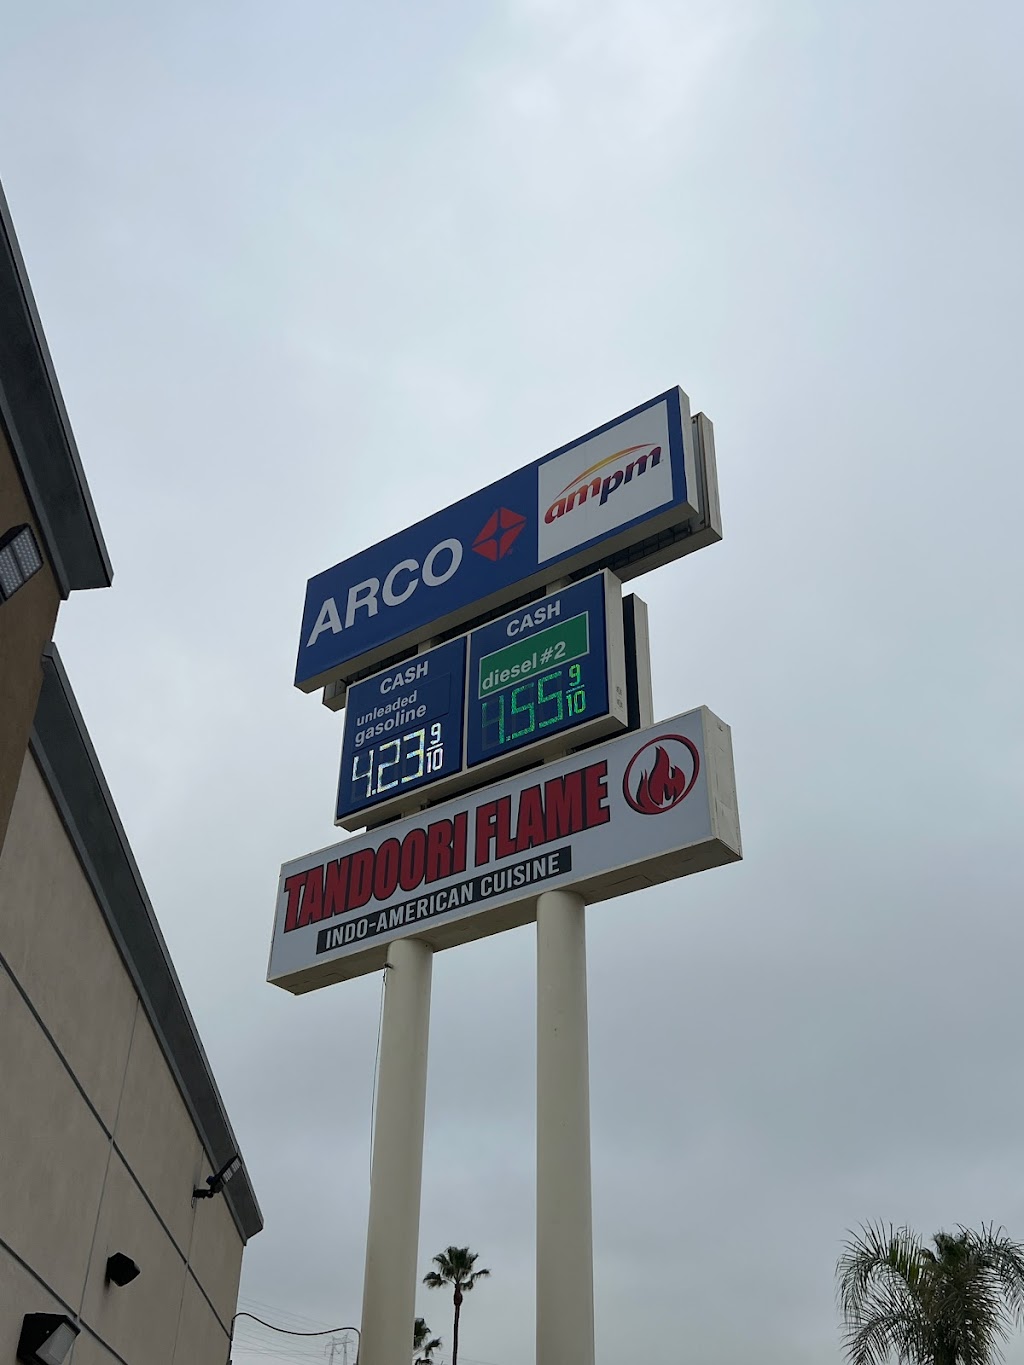 ARCO
ampm
CASH
unleaded
gasoline
4.23 9/10
CASH
diesel #2
4.55 9/10
TANDOORI FLAME
INDO-AMERICAN CUISINE